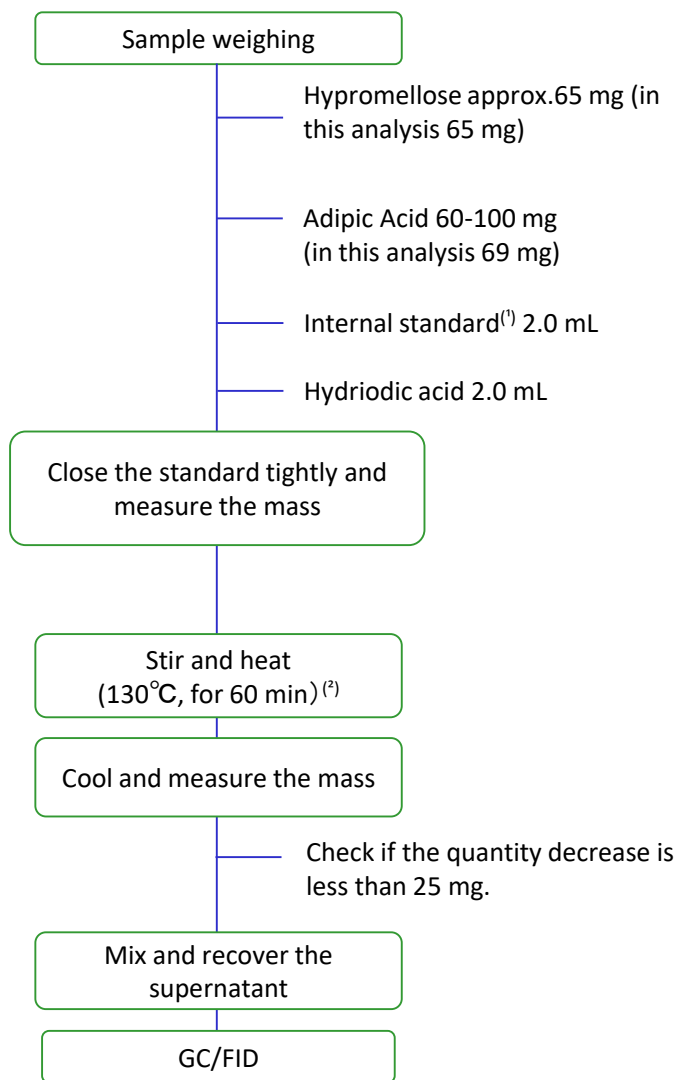 Sample weighing
Hypromellose approx.65 mg (in
this analysis 65 mg)
Adipic Acid 60-100 mg
(in this analysis 69 mg)
Internal standard⁽¹⁾ 2.0 mL
Hydriodic acid 2.0 mL
Close the standard tightly and
measure the mass
Stir and heat
(130℃, for 60 min）⁽²⁾
Cool and measure the mass
Check if the quantity decrease is
less than 25 mg.
Mix and recover the
supernatant
GC/FID